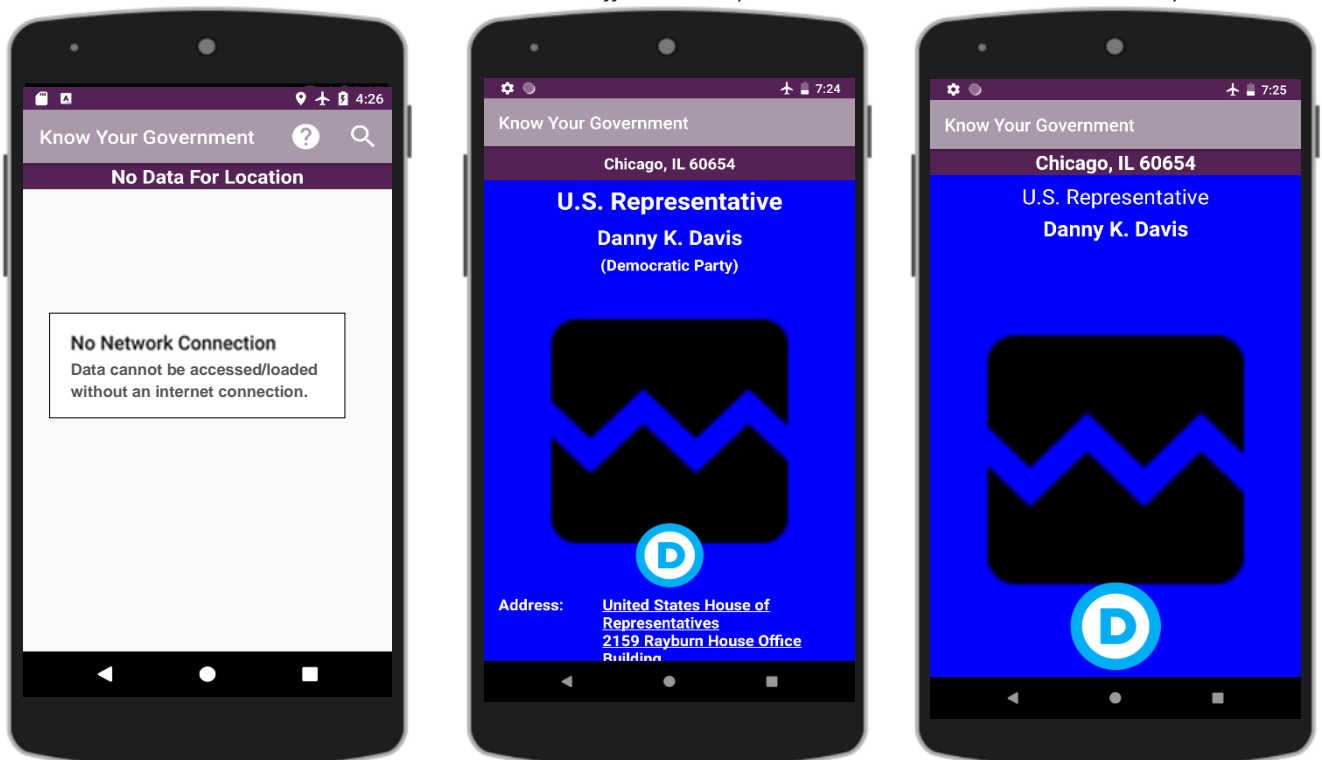 4:26
Know Your Government
?
No Data For Location
No Network Connection
Data cannot be accessed/loaded
without an internet connection.
7:24
Know Your Government
Chicago, IL 60654
U.S. Representative
Danny K. Davis
(Democratic Party)
D
Address:
United States House of
Representatives
2159 Rayburn House Office
Building
7:25
Know Your Government
Chicago, IL 60654
U.S. Representative
Danny K. Davis
D